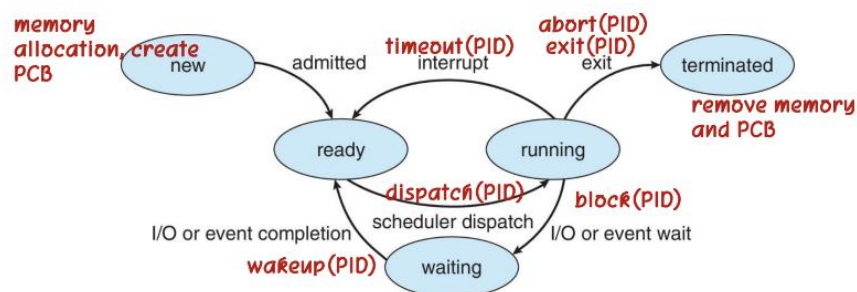 memory
allocation, create
PCB
new
admitted
timeout(PID)
interrupt
abort(PID)
exit(PID)
exit
terminated
remove memory
and PCB
ready
running
dispatch(PID)
scheduler dispatch
block(PID)
I/O or event completion
I/O or event wait
wakeup(PID)
waiting